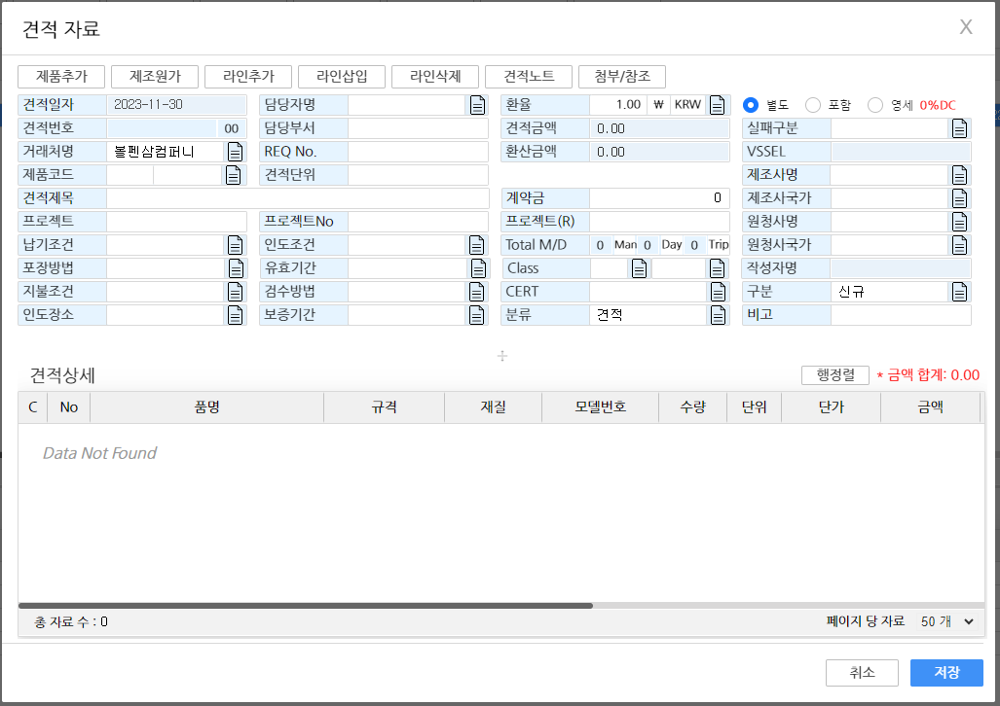 견적 자료 X
제품추가 제조원가 라인추가 라인삽입 라인삭제 견적노트 첨부/참조
견적일자 2023-11-30 담당자명 환율 1.00 ₩ KRW 별도 포함 영세 0%DC
견적번호 00 담당부서 견적금액 0.00 실패구분
거래처명 볼펜삼컴퍼니 REQ No. 환산금액 0.00 VSSEL
제품코드 견적단위 제조사명
견적제목 계약금 0 제조사국가
프로젝트 프로젝트No 프로젝트(R) 원청사명
납기조건 인도조건 Total M/D 0 Man 0 Day 0 Trip 원청사국가
포장방법 유효기간 Class 작성자명
지불조건 검수방법 CERT 구분 신규
인도장소 보증기간 분류 견적 비고
견적상세 행정렬 * 금액 합계: 0.00
C No 품명 규격 재질 모델번호 수량 단위 단가 금액
Data Not Found
총 자료 수 : 0 페이지 당 자료 50 개
취소 저장